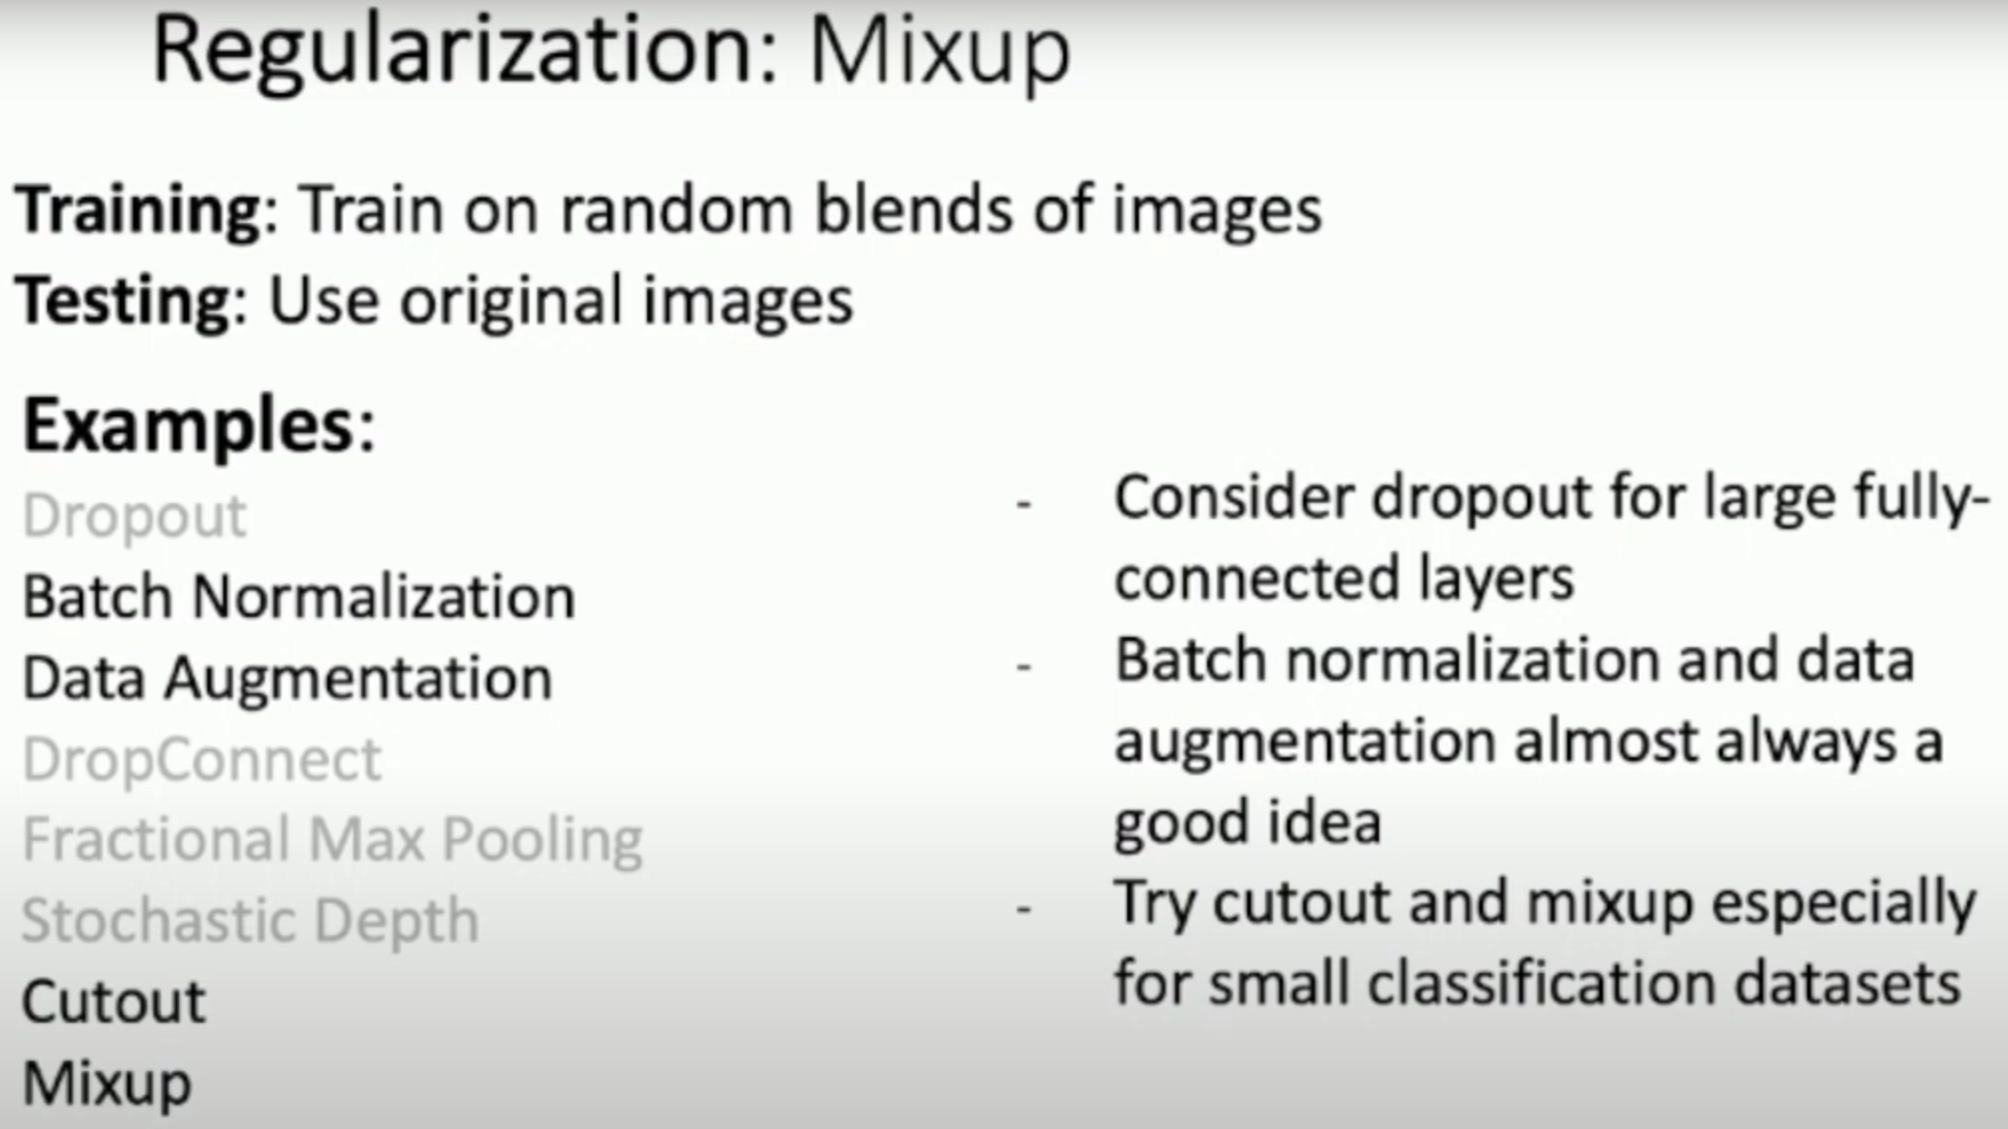 Regularization: Mixup
Training: Train on random blends of images
Testing: Use original images
Examples:
Dropout
Batch Normalization
Data Augmentation
DropConnect
Fractional Max Pooling
Stochastic Depth
Cutout
Mixup
- Consider dropout for large fully-
connected layers
- Batch normalization and data
augmentation almost always a
good idea
- Try cutout and mixup especially
for small classification datasets